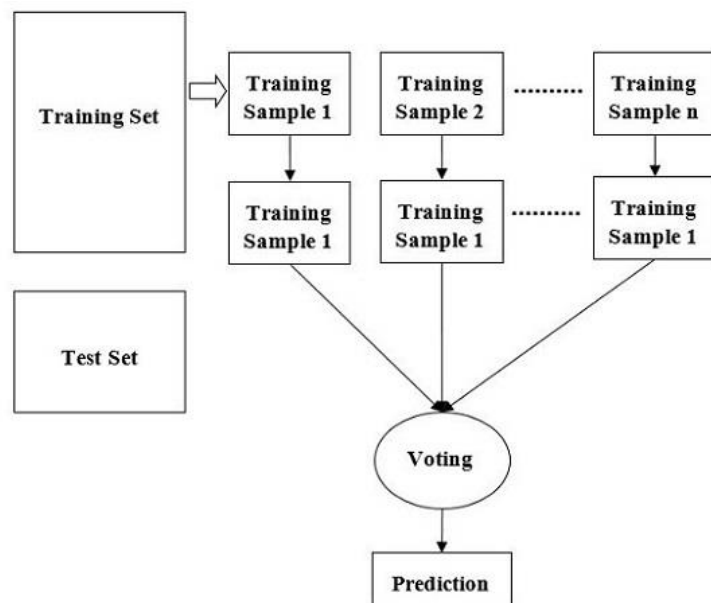 Training Set
Training
Sample 1
Training
Sample 2
Training
Sample n
Training
Sample 1
Training
Sample 1
Training
Sample 1
Test Set
Voting
Prediction